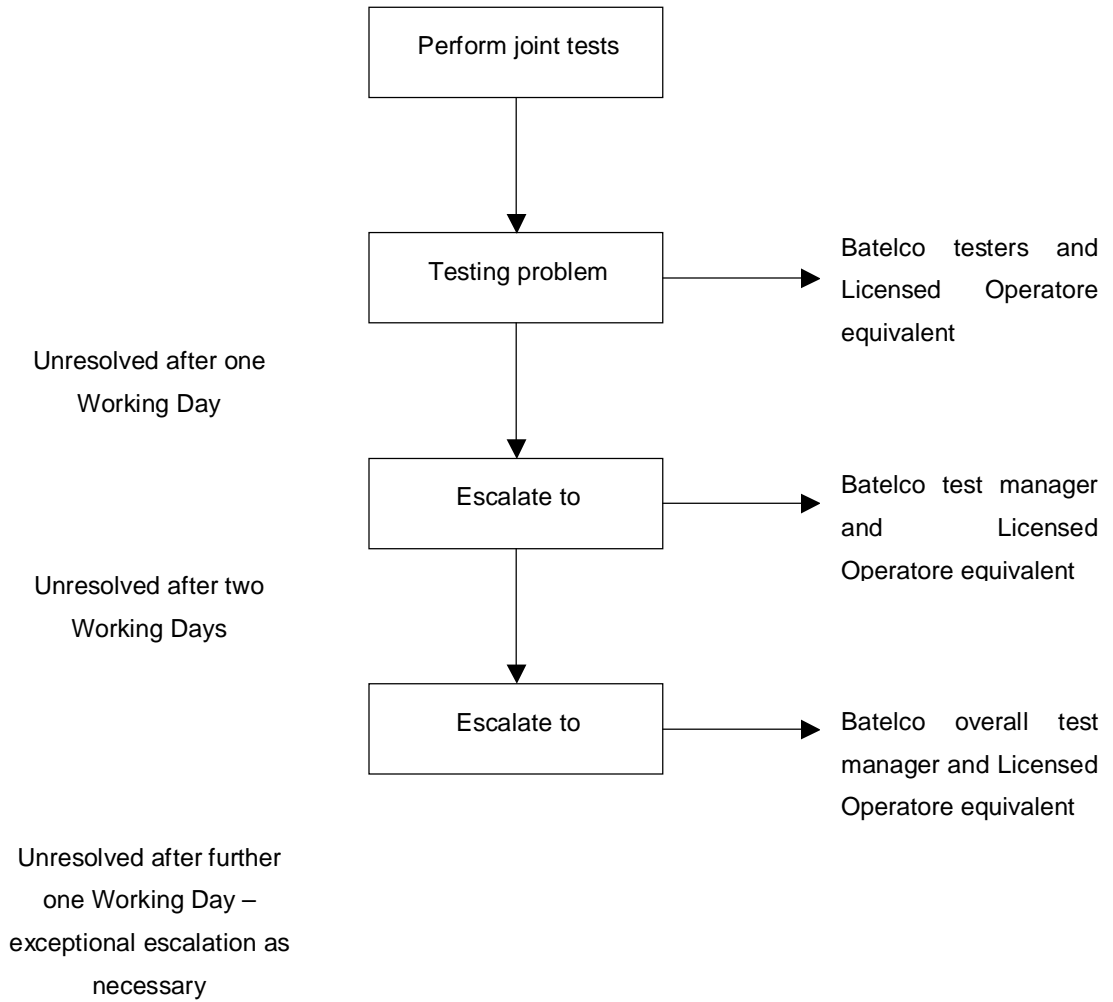 Perform joint tests
Testing problem
Batelco testers and
Licensed Operatore
equivalent
Unresolved after one
Working Day
Escalate to
Batelco test manager
and Licensed
Operatore equivalent
Unresolved after two
Working Days
Escalate to
Batelco overall test
manager and Licensed
Operatore equivalent
Unresolved after further
one Working Day –
exceptional escalation as
necessary